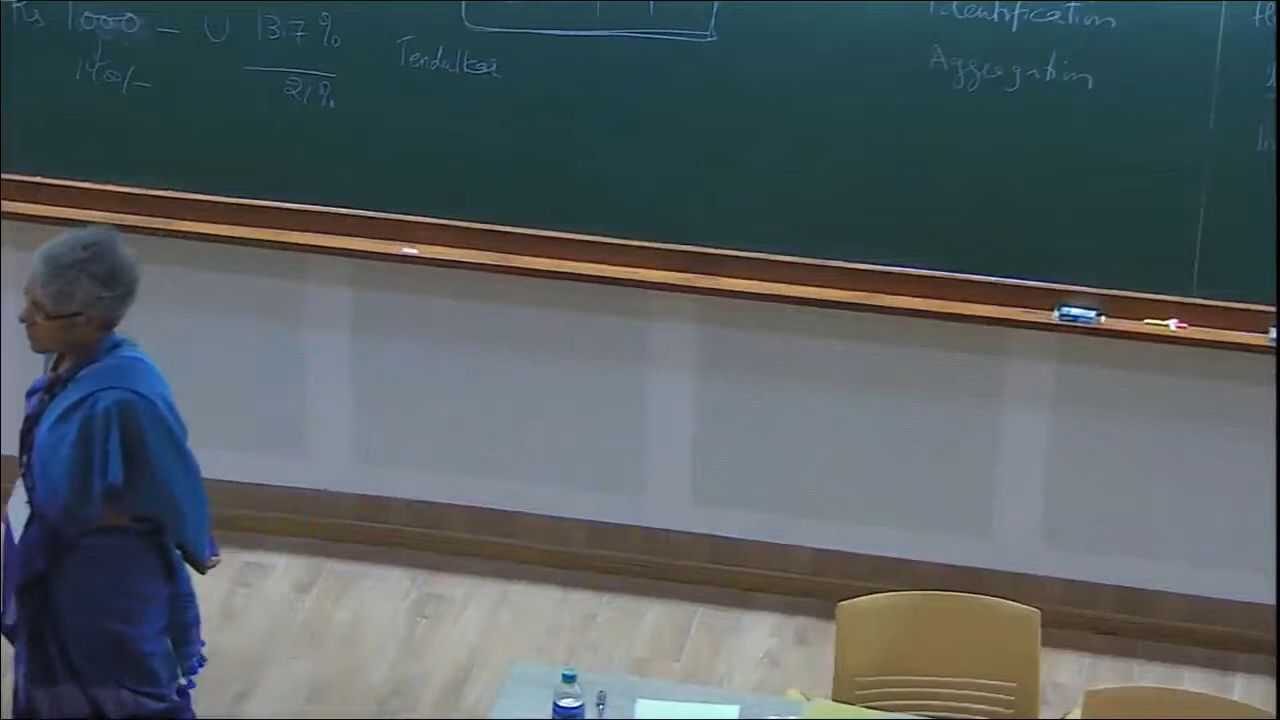 Rs 1000 — U 13.7%
1400/-
21%
Tendulkar
Identification
Aggregation